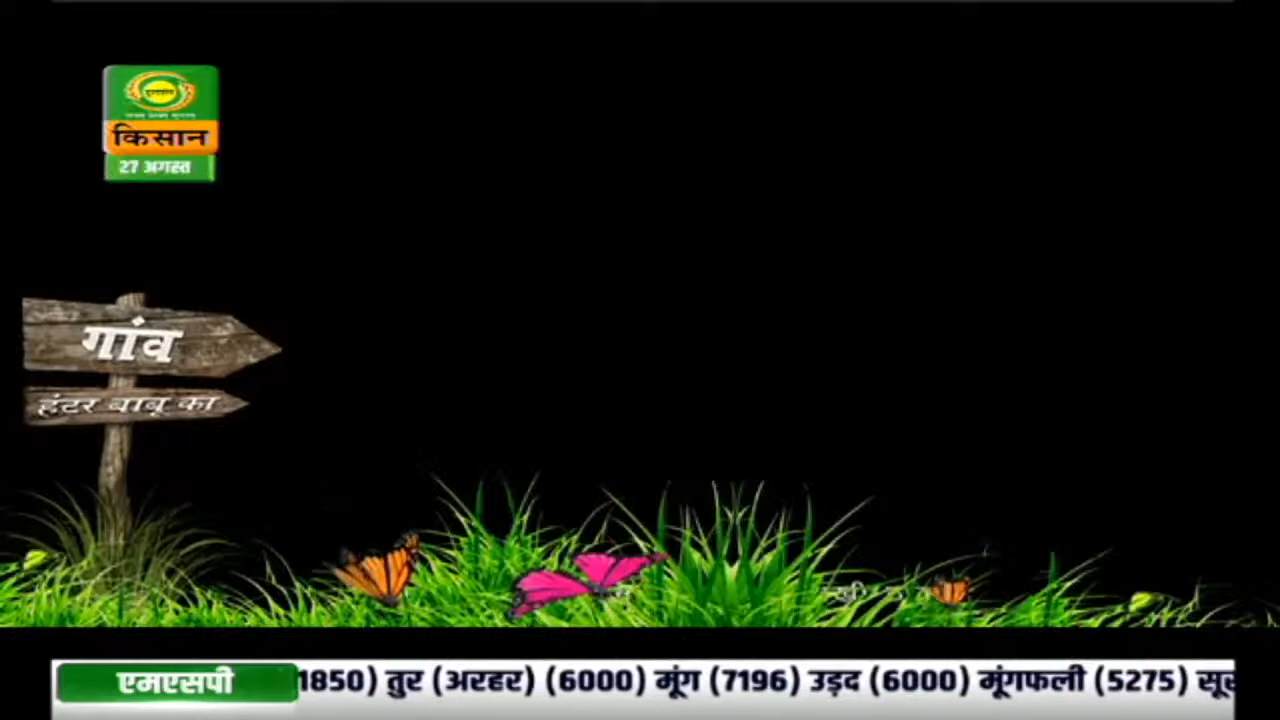 किसान
27 अगस्त
गांव
हंटर बाबू का
एमएसपी 1850) तुर (अरहर) (6000) मूंग (7196) उड़द (6000) मूंगफली (5275)